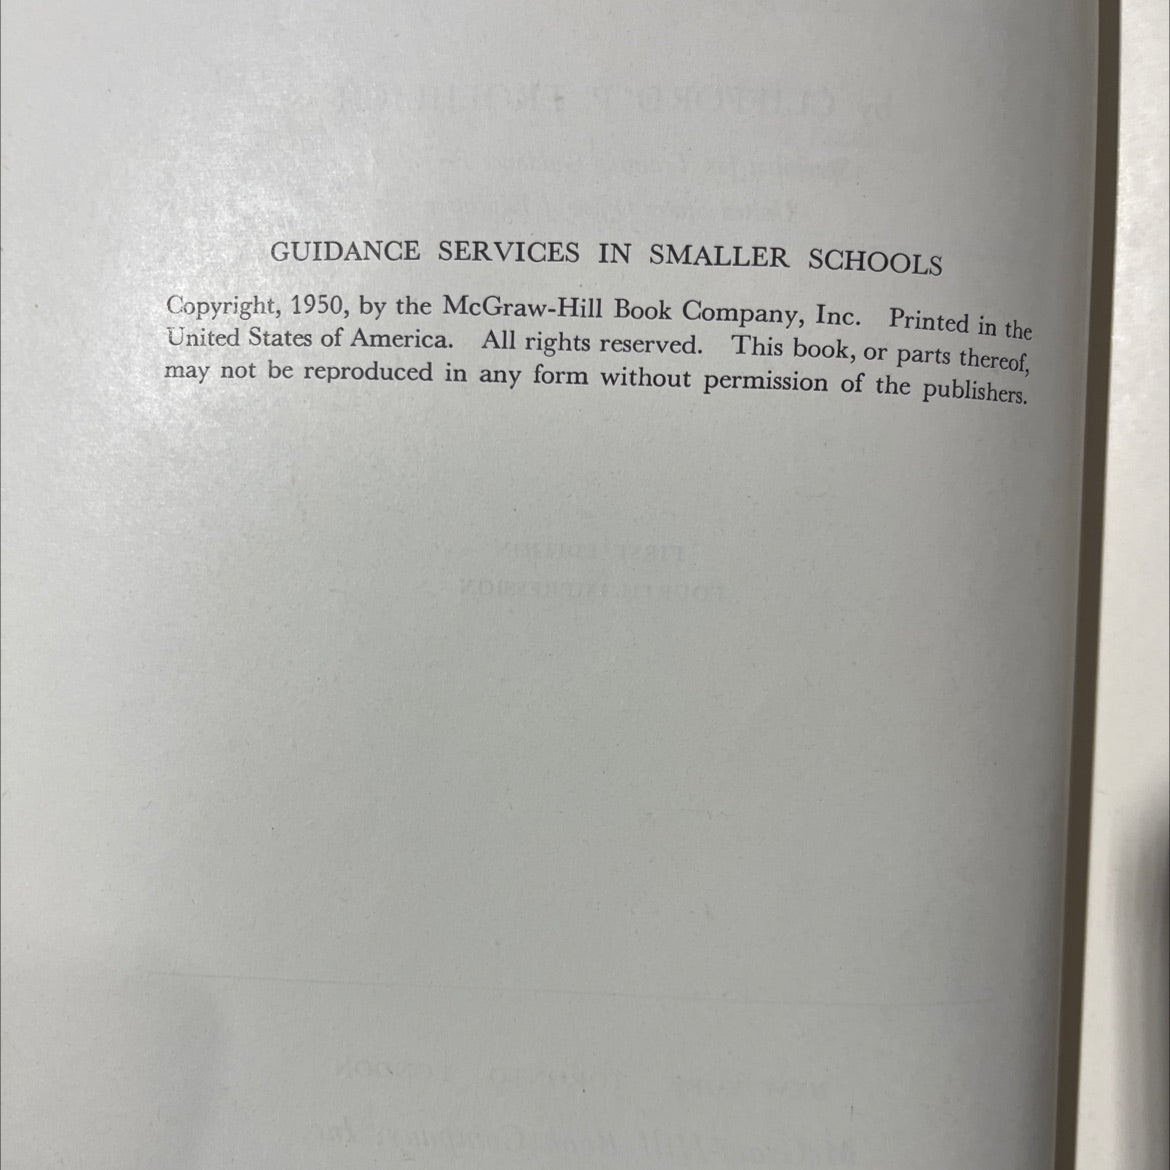 GUIDANCE SERVICES IN SMALLER SCHOOLS
Copyright, 1950, by the McGraw-Hill Book Company, Inc. Printed in the
United States of America. All rights reserved. This book, or parts thereof,
may not be reproduced in any form without permission of the publishers.